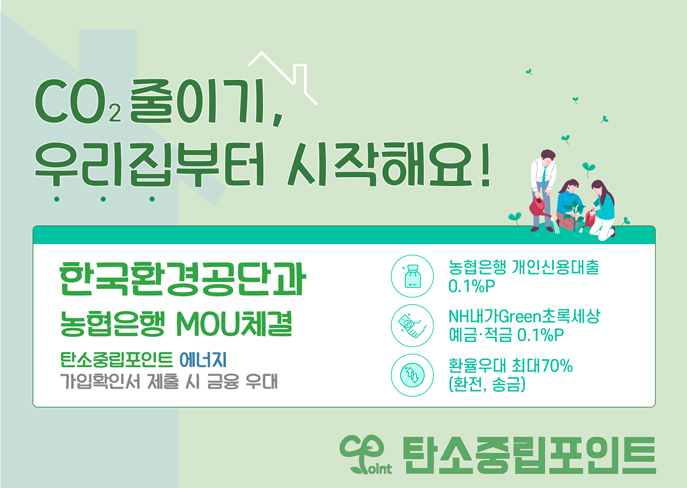 CO₂ 줄이기,
우리집부터 시작해요!
한국환경공단과
농협은행 MOU체결
탄소중립포인트 에너지
가입확인서 제출 시 금융 우대
농협은행 개인신용대출
0.1%P
NH내가Green초록세상
예금·적금 0.1%P
환율우대 최대70%
(환전, 송금)
CPoint 탄소중립포인트